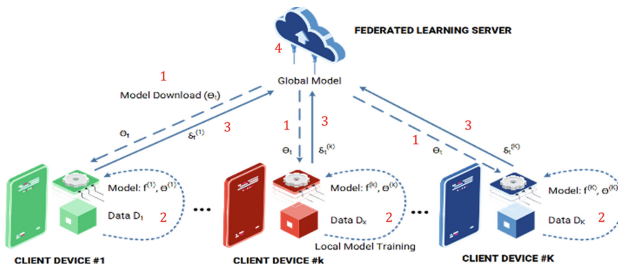 FEDERATED LEARNING SERVER
4
Global Model
1
Model Download (Θₜ)
Θₜ
δₜ⁽¹⁾
3
1
Θₜ
3
δₜ⁽ᵏ⁾
1
Θₜ
3
δₜ⁽ᴷ⁾
Model: f⁽¹⁾, Θ⁽¹⁾
Data D₁
2
...
Model: f⁽ᵏ⁾, Θ⁽ᵏ⁾
Data Dₖ
2
...
Local Model Training
Model: f⁽ᴷ⁾, Θ⁽ᴷ⁾
Data Dᴋ
2
CLIENT DEVICE #1
CLIENT DEVICE #k
CLIENT DEVICE #K